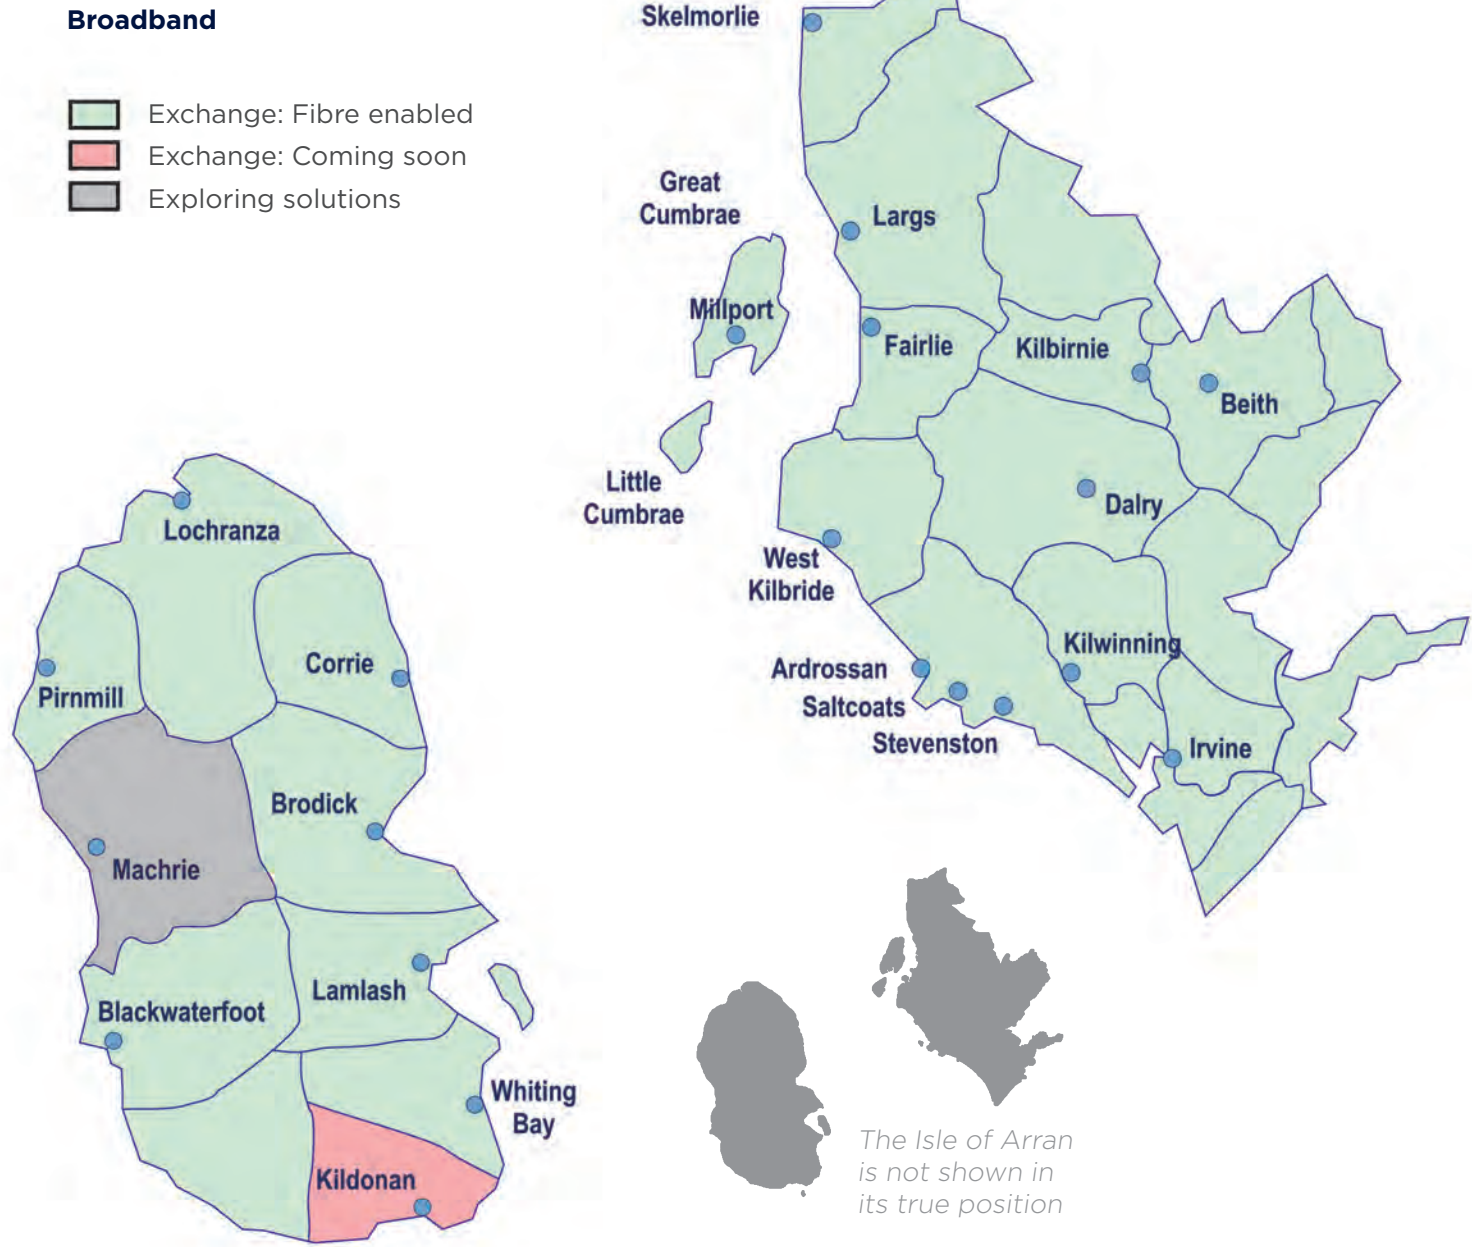 Broadband
Exchange: Fibre enabled
Exchange: Coming soon
Exploring solutions
Skelmorlie
Great
Cumbrae
Largs
Millport
Fairlie
Kilbirnie
Beith
Little
Cumbrae
Dalry
West
Kilbride
Kilwinning
Ardrossan
Saltcoats
Stevenston
Irvine
Lochranza
Corrie
Pirnmill
Brodick
Machrie
Lamlash
Blackwaterfoot
Whiting
Bay
Kildonan
The Isle of Arran
is not shown in
its true position